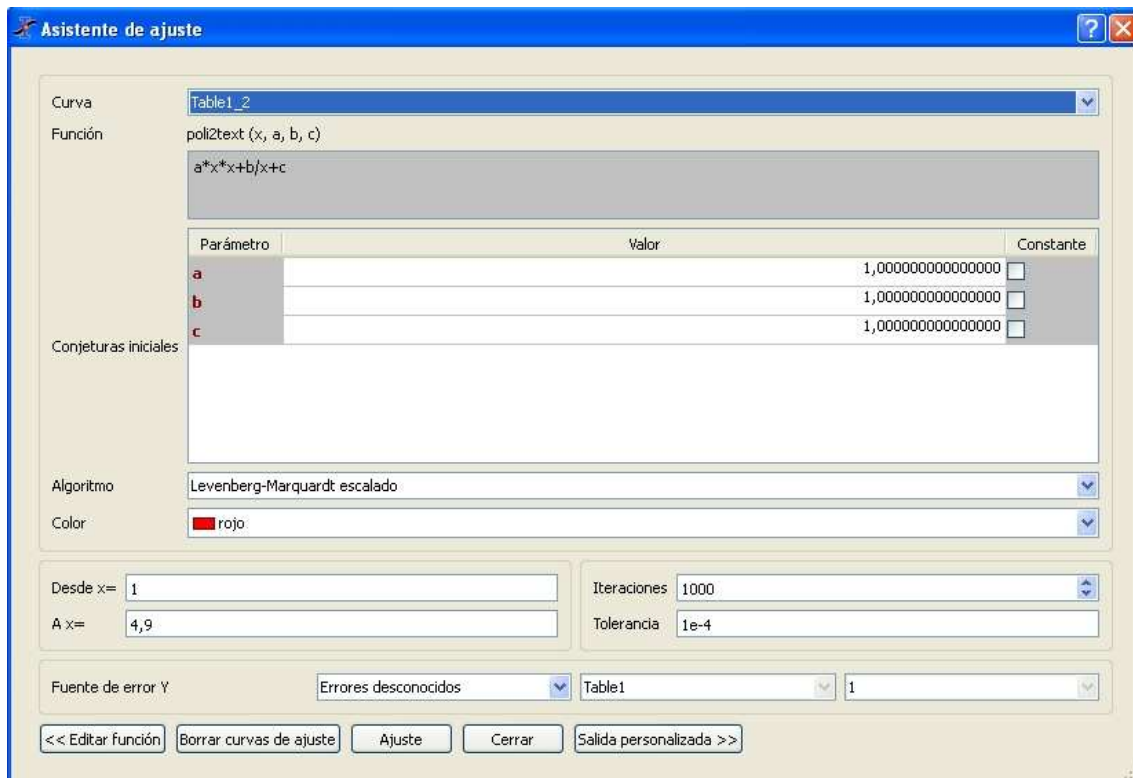 Asistente de ajuste
Curva Table1_2
Función poli2text (x, a, b, c)
a*x*x+b/x+c
Parámetro Valor Constante
a 1,000000000000000
b 1,000000000000000
c 1,000000000000000
Conjeturas iniciales
Algoritmo Levenberg-Marquardt escalado
Color rojo
Desde x= 1 Iteraciones 1000
A x= 4,9 Tolerancia 1e-4
Fuente de error Y Errores desconocidos Table1 1
<< Editar función Borrar curvas de ajuste Ajuste Cerrar Salida personalizada >>